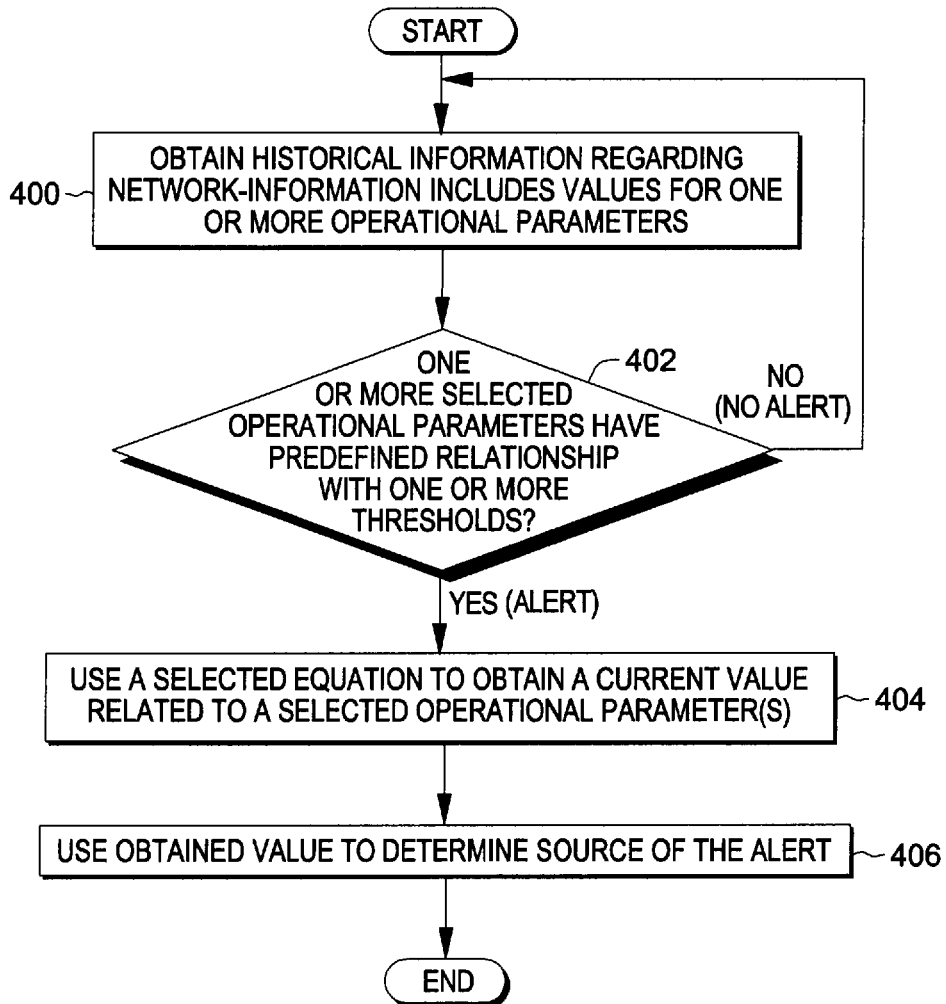 START
OBTAIN HISTORICAL INFORMATION REGARDING
NETWORK-INFORMATION INCLUDES VALUES FOR ONE
OR MORE OPERATIONAL PARAMETERS
400
ONE
OR MORE SELECTED
OPERATIONAL PARAMETERS HAVE
PREDEFINED RELATIONSHIP
WITH ONE OR MORE
THRESHOLDS?
402
NO
(NO ALERT)
YES (ALERT)
USE A SELECTED EQUATION TO OBTAIN A CURRENT VALUE
RELATED TO A SELECTED OPERATIONAL PARAMETER(S)
404
USE OBTAINED VALUE TO DETERMINE SOURCE OF THE ALERT
406
END